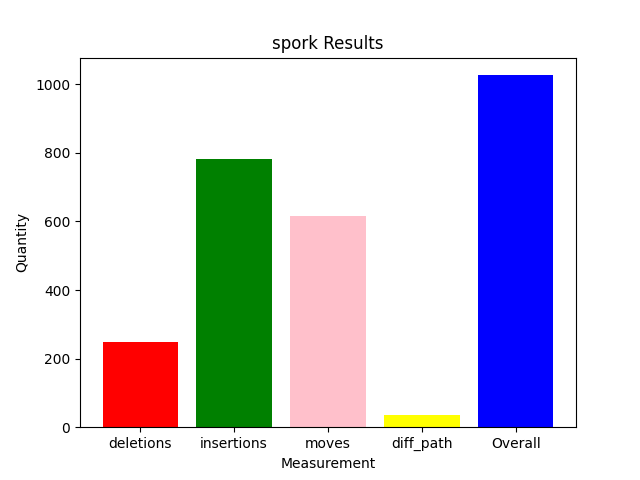 spork Results
Quantity
1000
800
600
400
200
0
deletions insertions moves diff_path Overall
Measurement